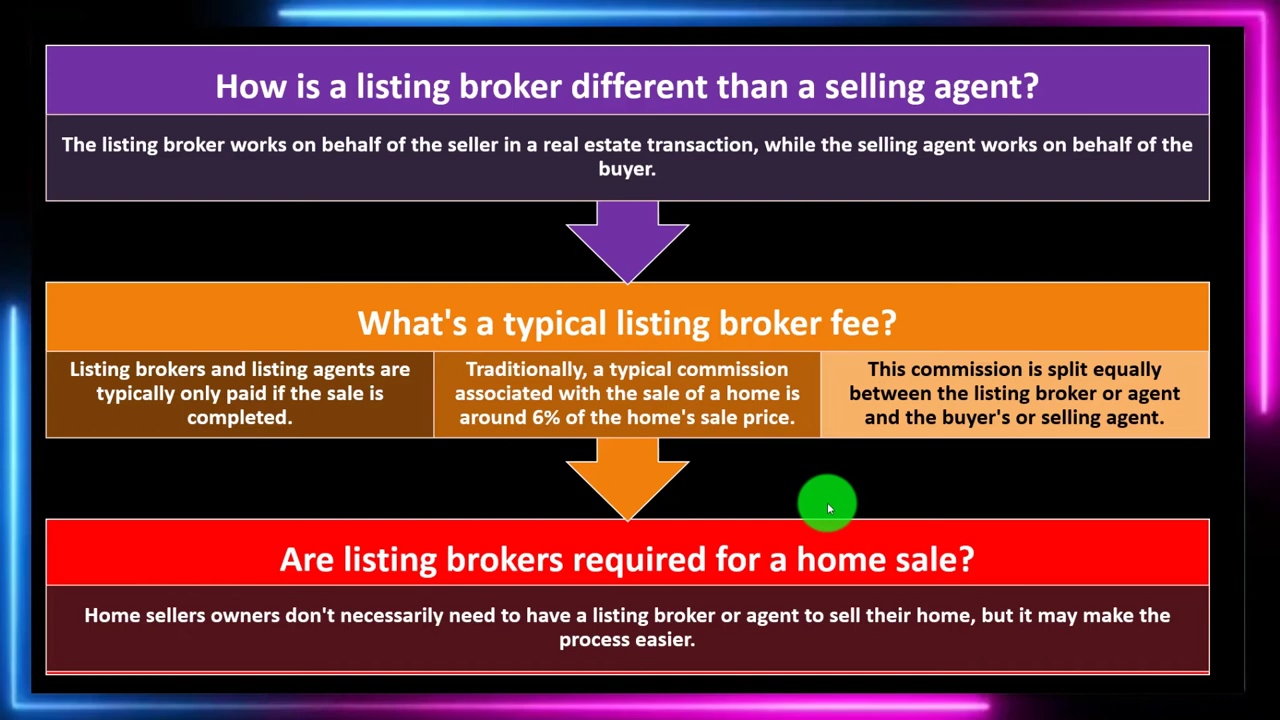 How is a listing broker different than a selling agent?
The listing broker works on behalf of the seller in a real estate transaction, while the selling agent works on behalf of the
buyer.
What's a typical listing broker fee?
Listing brokers and listing agents are
typically only paid if the sale is
completed.
Traditionally, a typical commission
associated with the sale of a home is
around 6% of the home's sale price.
This commission is split equally
between the listing broker or agent
and the buyer's or selling agent.
Are listing brokers required for a home sale?
Home sellers owners don't necessarily need to have a listing broker or agent to sell their home, but it may make the
process easier.